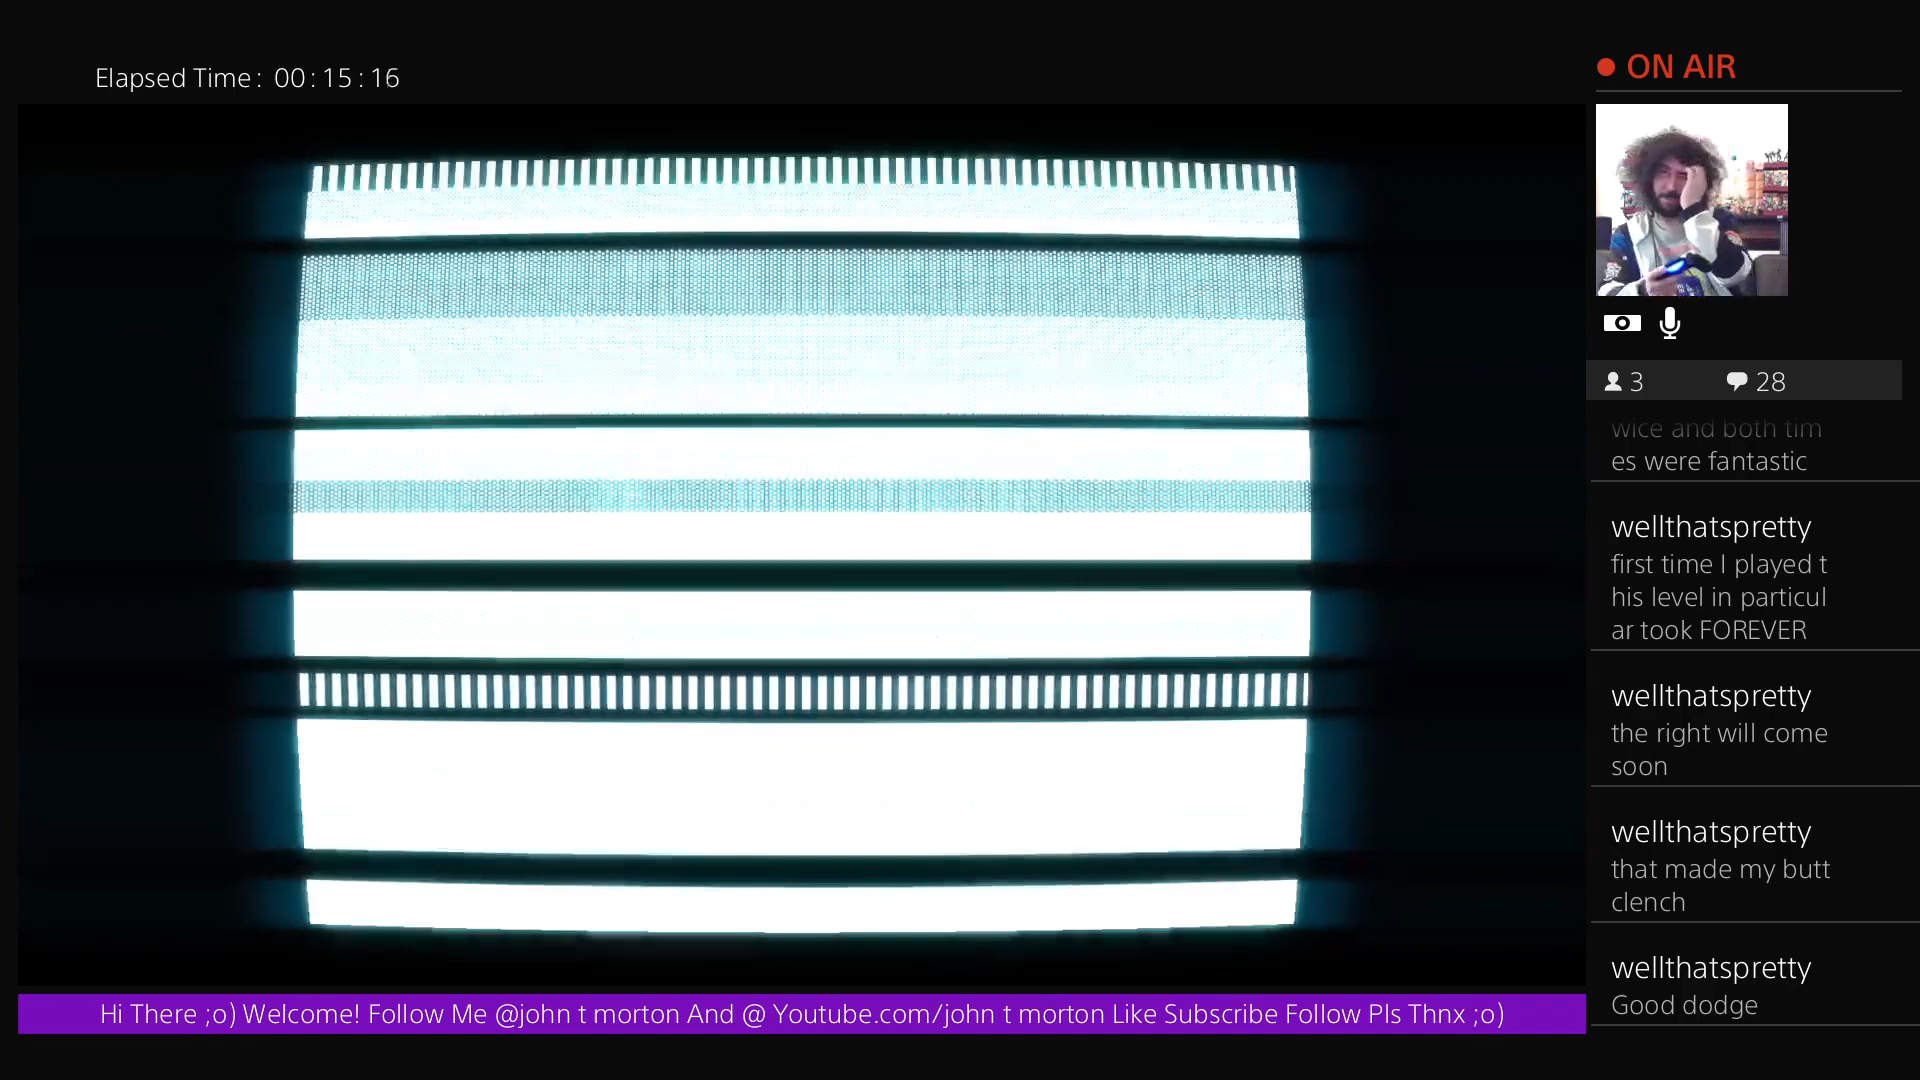 Elapsed Time: 00:15:16
ON AIR
3
28
wice and both tim
es were fantastic
wellthatspretty
first time I played t
his level in particul
ar took FOREVER
wellthatspretty
the right will come
soon
wellthatspretty
that made my butt
clench
wellthatspretty
Good dodge
Hi There ;o) Welcome! Follow Me @john t morton And @ Youtube.com/john t morton Like Subscribe Follow Pls Thnx ;o)